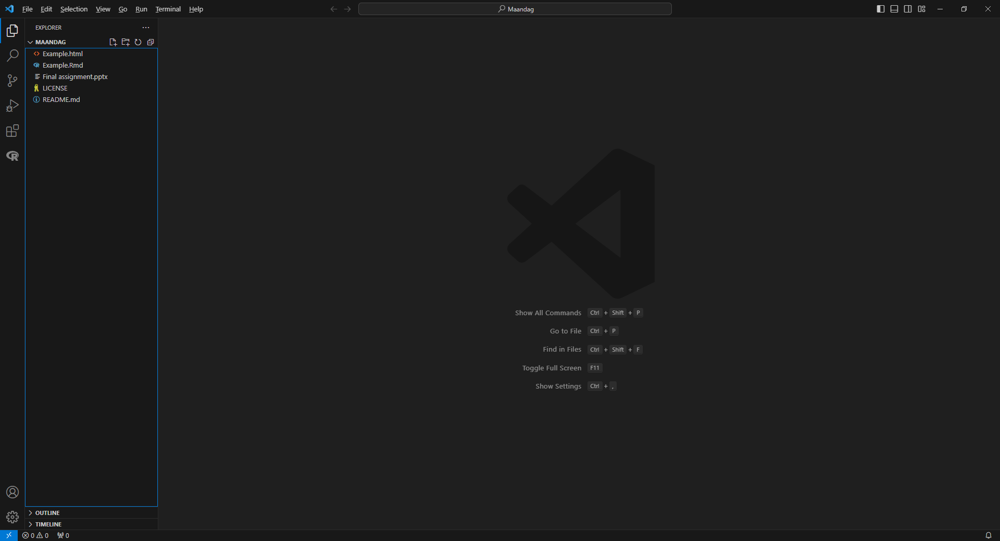 File Edit Selection View Go Run Terminal Help
Maandag
EXPLORER
MAANDAG
Example.html
Example.Rmd
Final assignment.pptx
LICENSE
README.md
Show All Commands Ctrl + Shift + P
Go to File Ctrl + P
Find in Files Ctrl + Shift + F
Toggle Full Screen F11
Show Settings Ctrl + ,
OUTLINE
TIMELINE
0 0 0